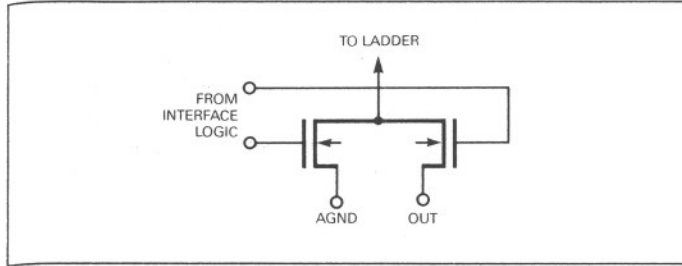 TO LADDER
FROM
INTERFACE
LOGIC
AGND
OUT